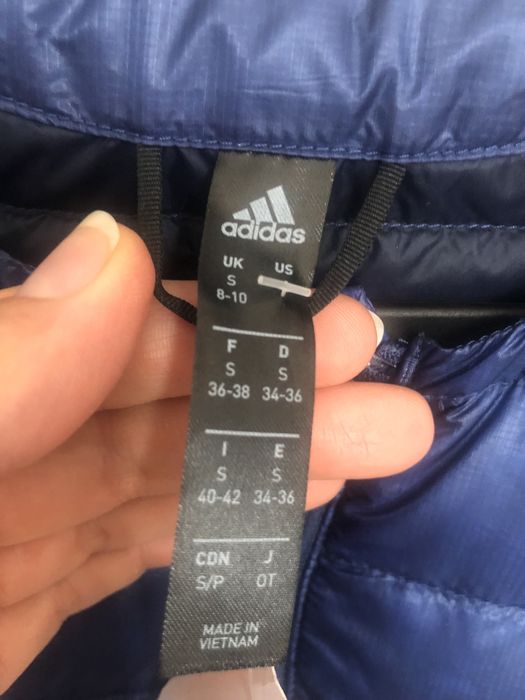 adidas
UK US
S
8-10
F D
S S
36-38 34-36
I E
S S
40-42 34-36
CDN J
S/P OT
MADE IN
VIETNAM